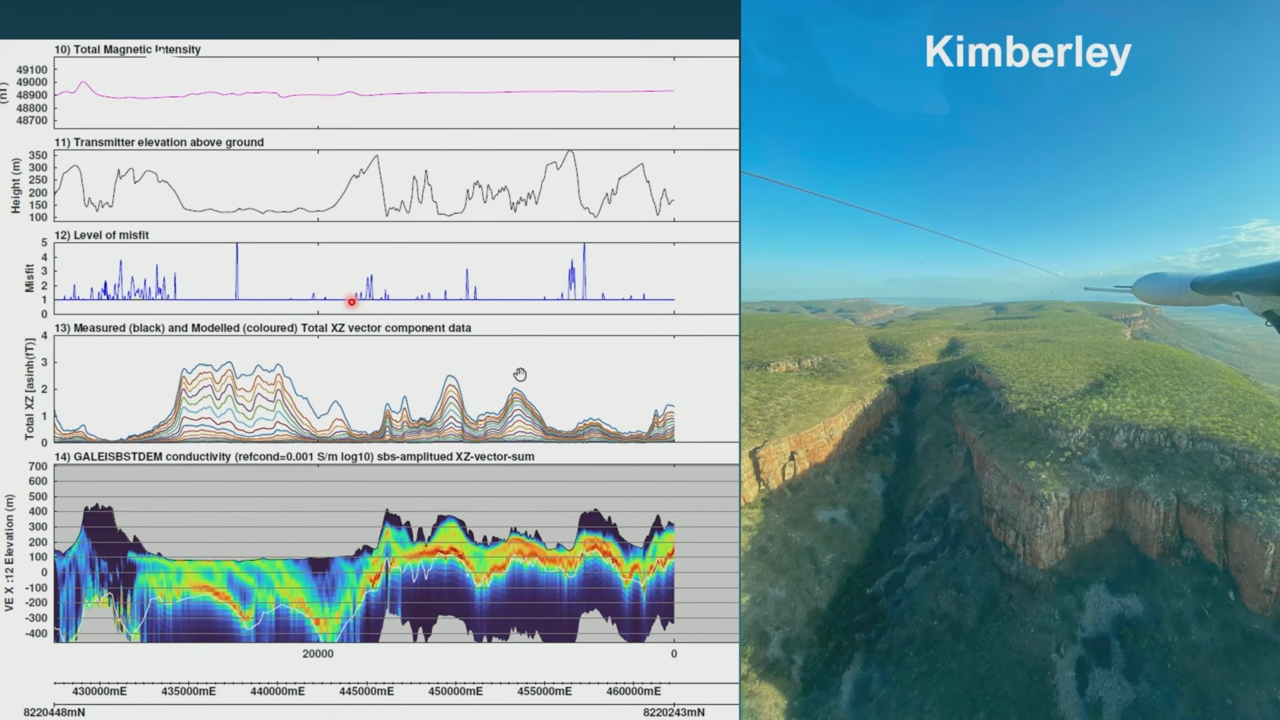 10) Total Magnetic Intensity
(nT)
49100
49000
48900
48800
48700
11) Transmitter elevation above ground
Height (m)
350
300
250
200
150
100
12) Level of misfit
Misfit
5
4
3
2
1
0
13) Measured (black) and Modelled (coloured) Total XZ vector component data
Total XZ [asinh(fT)]
4
3
2
1
0
14) GALEISBSTDEM conductivity (refcond=0.001 S/m log10) sbs-amplitued XZ-vector-sum
VE X :12 Elevation (m)
700
600
500
400
300
200
100
0
-100
-200
-300
-400
20000
0
430000mE
435000mE
440000mE
445000mE
450000mE
455000mE
460000mE
8220448mN
8220243mN
Kimberley